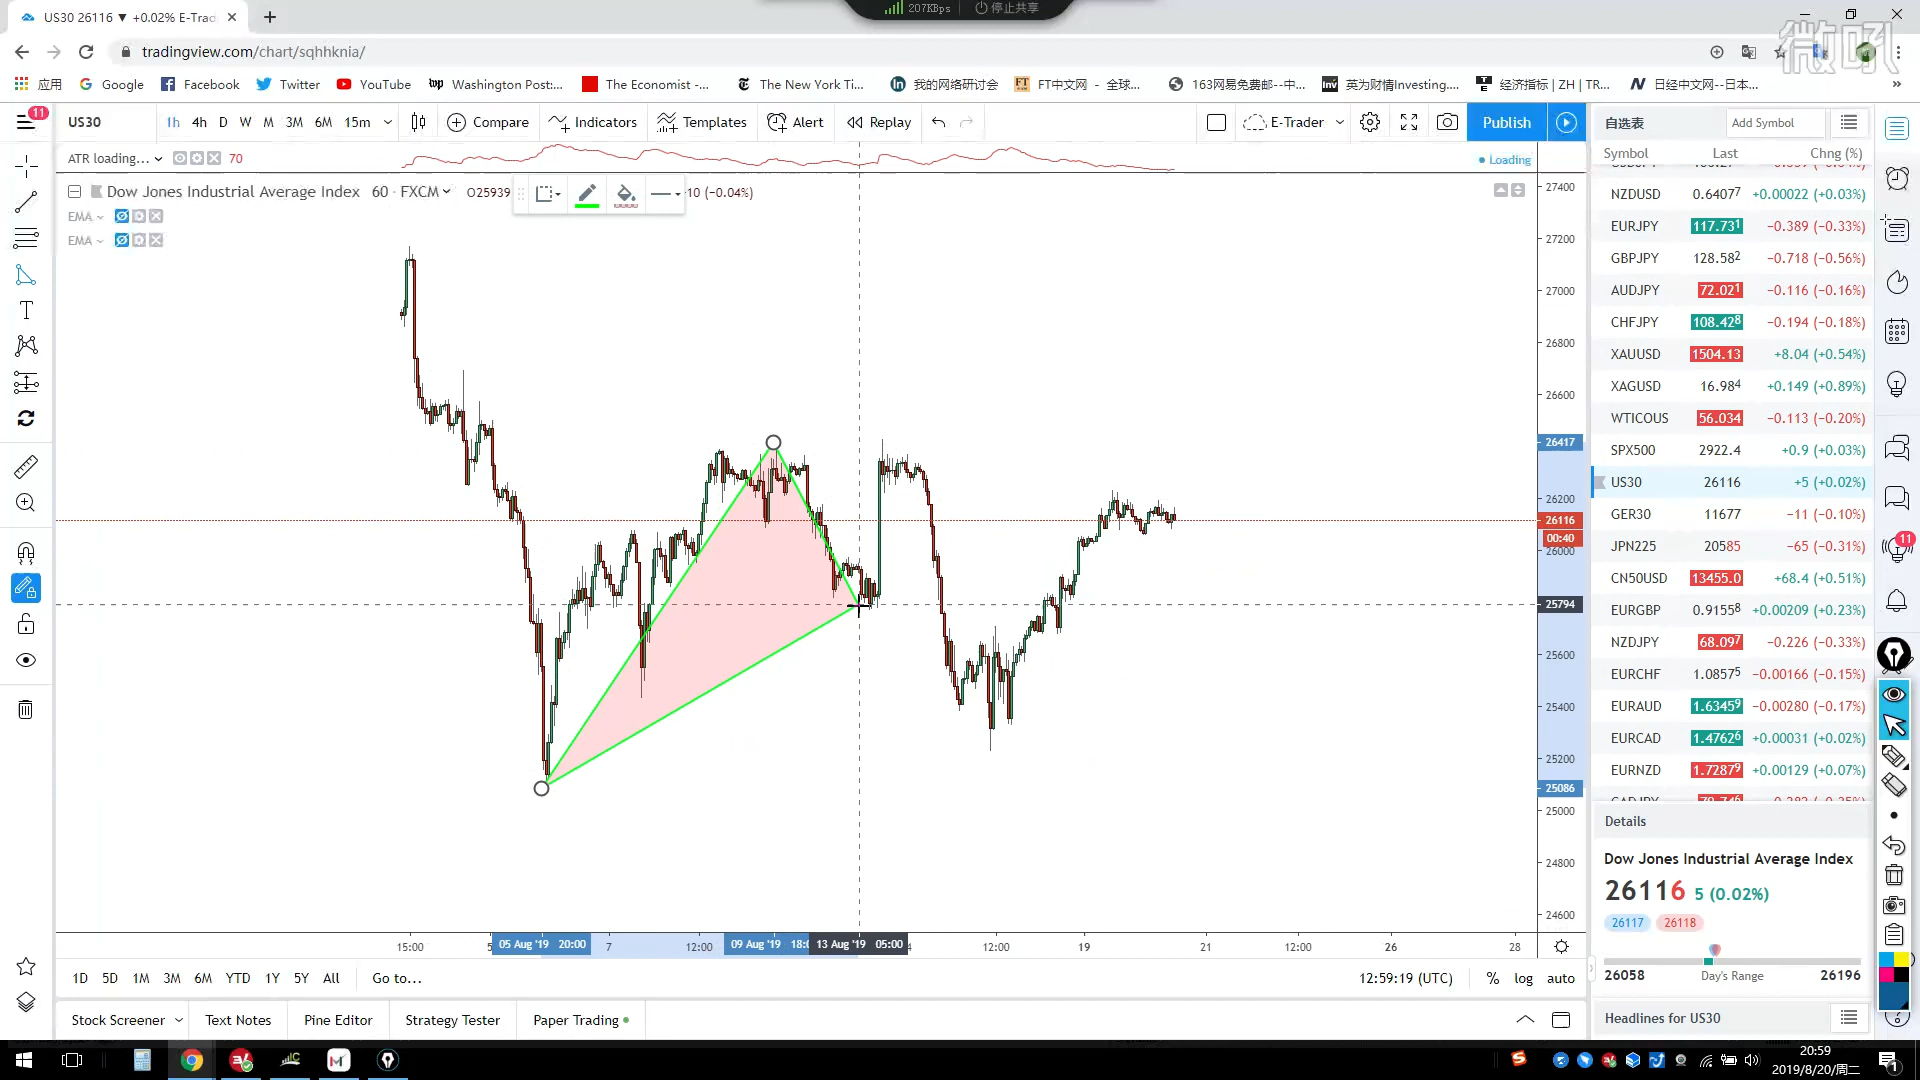 US30 26116 ▼ +0.02% E-Trad
207KBps
停止共享
tradingview.com/chart/sqhhknia/
微吼
应用
Google
Facebook
Twitter
YouTube
Washington Post:...
The Economist -...
The New York Ti...
我的网络研讨会
FT中文网 - 全球...
163网易免费邮--中...
英为财情Investing....
经济指标 | ZH | TR...
日经中文网--日本...
11
US30
1h 4h D W M 3M 6M 15m
Compare
Indicators
Templates
Alert
Replay
E-Trader
Publish
自选表
Add Symbol
ATR loading...
70
Loading
Symbol Last Chng (%)
Dow Jones Industrial Average Index 60 · FXCM
O25939
10 (−0.04%)
EMA
EMA
27400
27200
27000
26800
26600
26417
26200
26116
00:40
26000
25794
25600
25400
25200
25086
25000
24800
24600
NZDUSD 0.64077 +0.00022 (+0.03%)
EURJPY 117.731 −0.389 (−0.33%)
GBPJPY 128.582 −0.718 (−0.56%)
AUDJPY 72.021 −0.116 (−0.16%)
CHFJPY 108.428 −0.194 (−0.18%)
XAUUSD 1504.13 +8.04 (+0.54%)
XAGUSD 16.984 +0.149 (+0.89%)
WTICOUS 56.034 −0.113 (−0.20%)
SPX500 2922.4 +0.9 (+0.03%)
US30 26116 +5 (+0.02%)
GER30 11677 −11 (−0.10%)
JPN225 20585 −65 (−0.31%)
CN50USD 13455.0 +68.4 (+0.51%)
EURGBP 0.91558 +0.00209 (+0.23%)
NZDJPY 68.097 −0.226 (−0.33%)
EURCHF 1.08575 −0.00166 (−0.15%)
EURAUD 1.63459 −0.00280 (−0.17%)
EURCAD 1.47626 +0.00031 (+0.02%)
EURNZD 1.72879 +0.00129 (+0.07%)
11
Details
Dow Jones Industrial Average Index
26116 5 (0.02%)
26117 26118
26058 Day's Range 26196
Headlines for US30
15:00
05 Aug '19 20:00
7
12:00
09 Aug '19
13 Aug '19 05:00
12:00
19
21
12:00
26
28
1D 5D 1M 3M 6M YTD 1Y 5Y All
Go to...
12:59:19 (UTC)
% log auto
Stock Screener
Text Notes
Pine Editor
Strategy Tester
Paper Trading
20:59
2019/8/20/周二
1